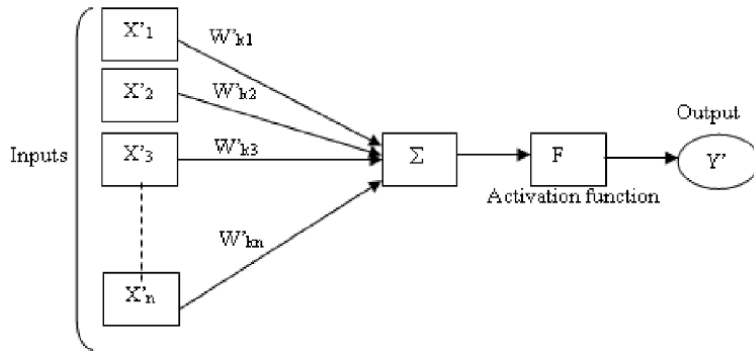 X'1
W'k1
X'2
W'k2
Output
Inputs
X'3
W'k3
Σ
F
Y'
Activation function
W'kn
X'n